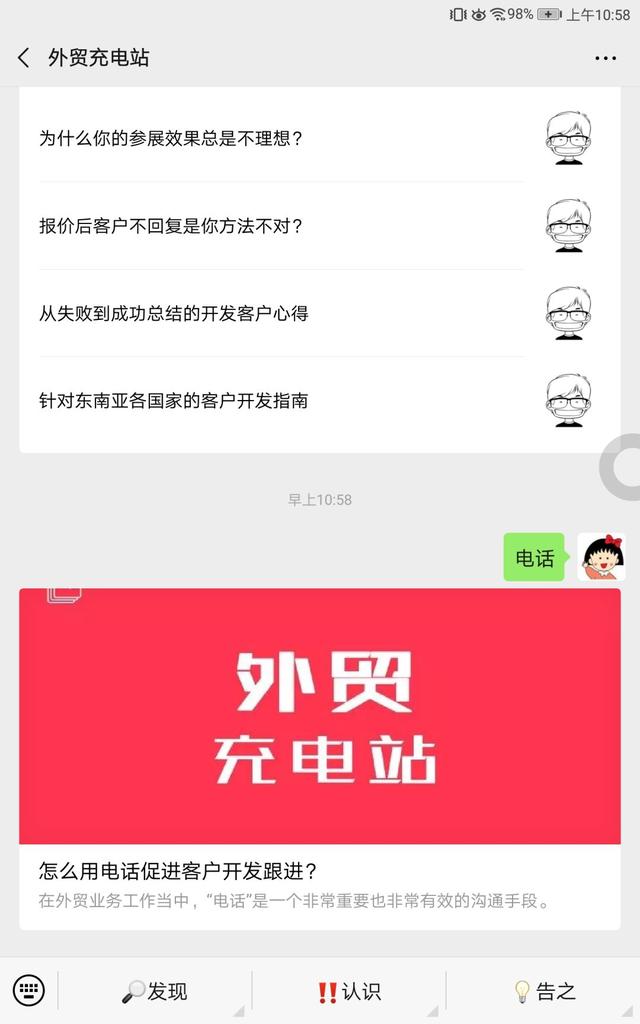 98% 上午10:58
外贸充电站
为什么你的参展效果总是不理想？
报价后客户不回复是你方法不对？
从失败到成功总结的开发客户心得
针对东南亚各国家的客户开发指南
早上10:58
电话
外贸
充电站
怎么用电话促进客户开发跟进？
在外贸业务工作当中，“电话”是一个非常重要也非常有效的沟通手段。
发现 认识 告之